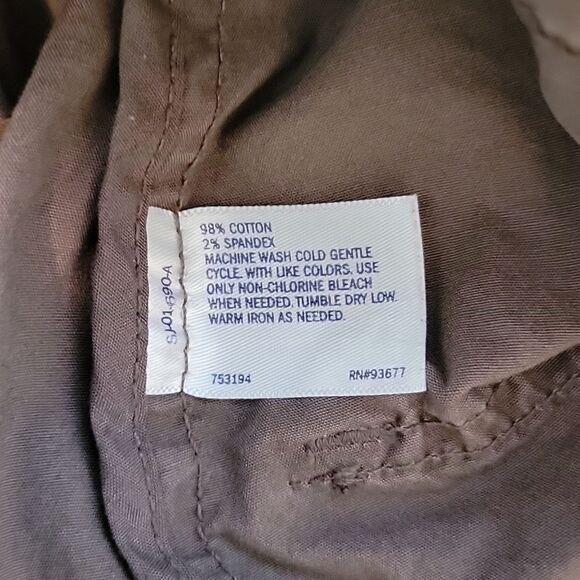 98% COTTON
2% SPANDEX
MACHINE WASH COLD GENTLE
CYCLE. WITH LIKE COLORS. USE
ONLY NON-CHLORINE BLEACH
WHEN NEEDED. TUMBLE DRY LOW.
WARM IRON AS NEEDED.
753194 RN#93677